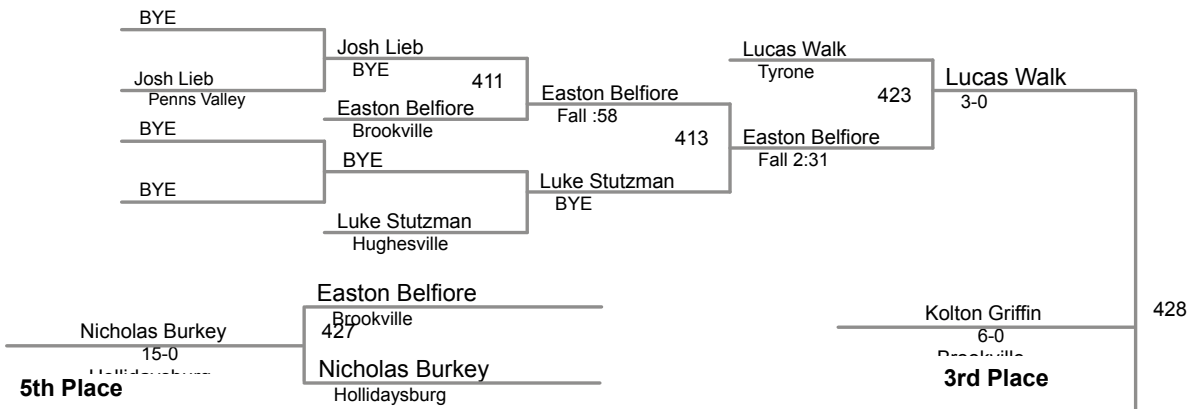 BYE
Josh Lieb
Penns Valley
BYE
BYE
Josh Lieb
BYE
411
Easton Belfiore
Brookville
BYE
Luke Stutzman
Hughesville
Easton Belfiore
Fall :58
413
Luke Stutzman
BYE
Lucas Walk
Tyrone
423
Easton Belfiore
Fall 2:31
Lucas Walk
3-0
428
Easton Belfiore
Brookville
427
Nicholas Burkey
15-0
Hollidaysburg
5th Place
Nicholas Burkey
Hollidaysburg
Kolton Griffin
6-0
Brookville
3rd Place